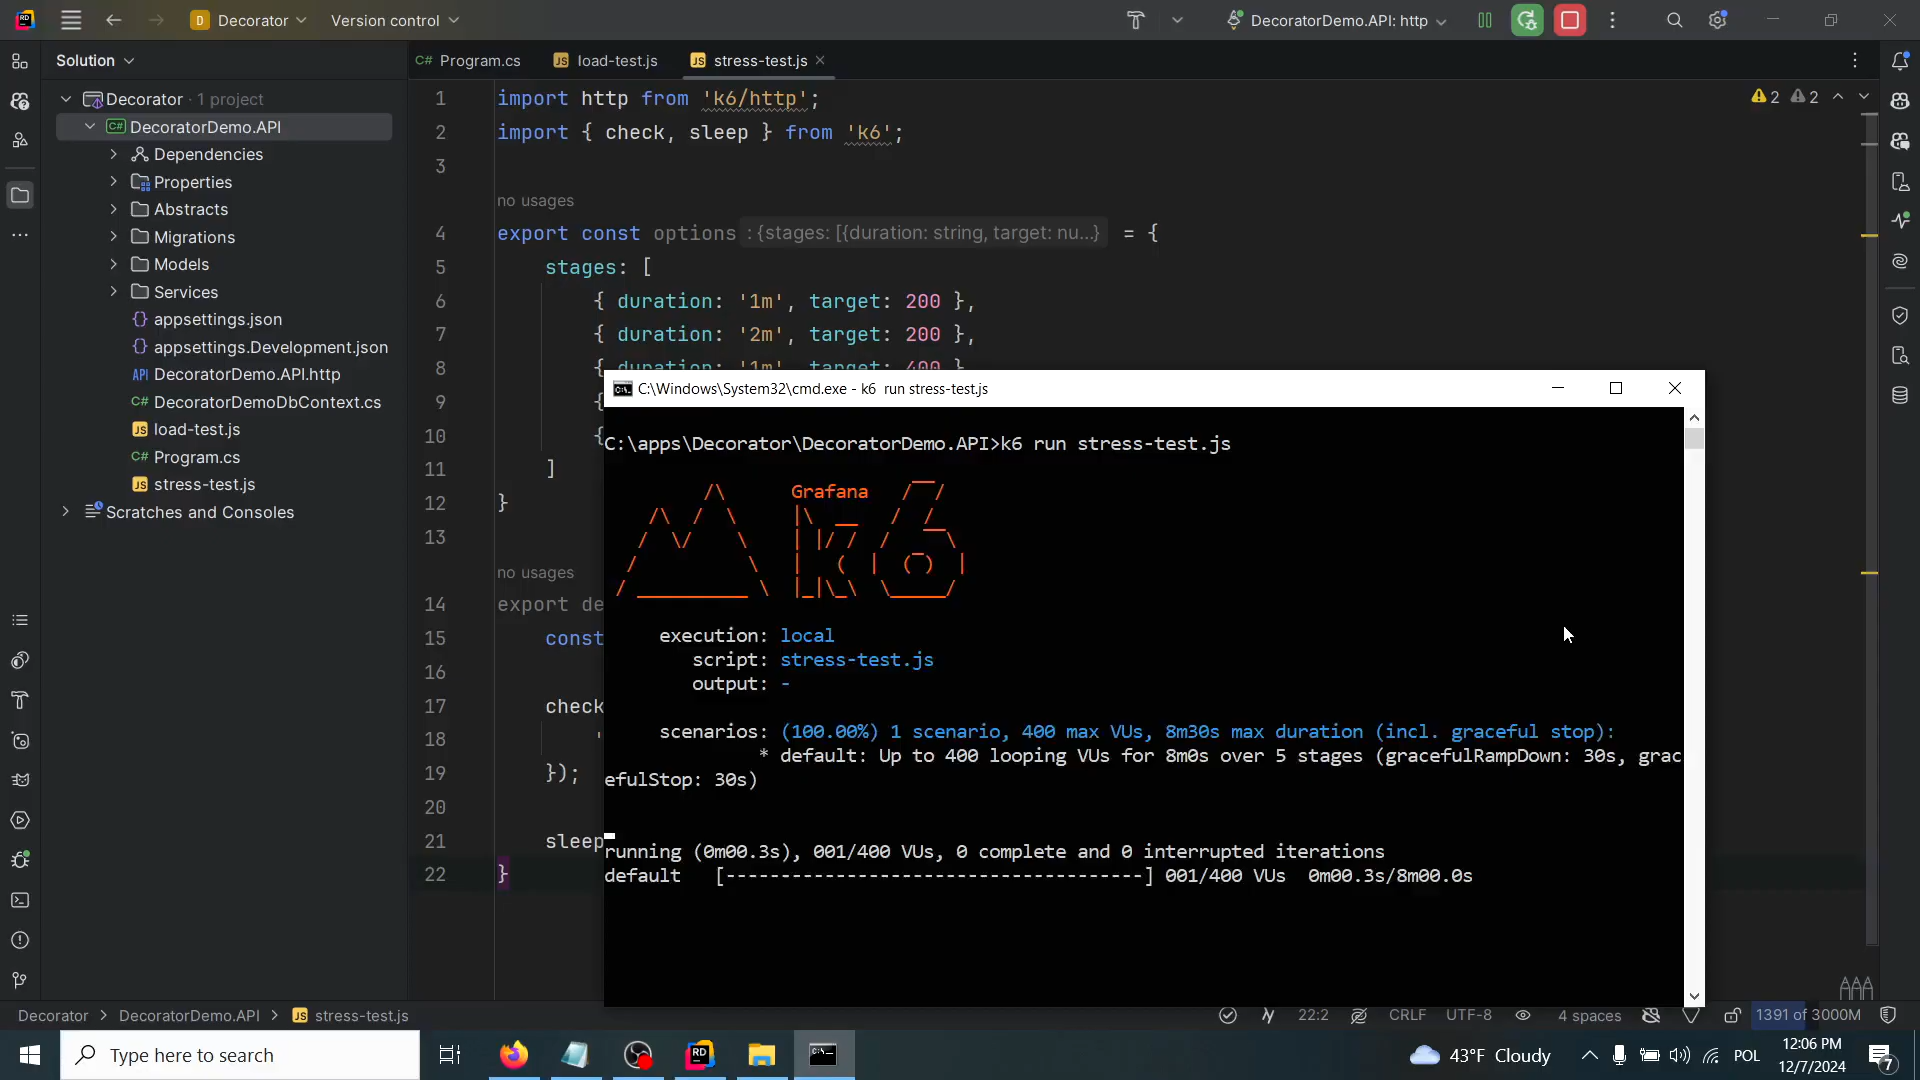 Decorator
Version control
DecoratorDemo.API: http
Solution
Program.cs
load-test.js
stress-test.js
Decorator · 1 project
DecoratorDemo.API
Dependencies
Properties
Abstracts
Migrations
Models
Services
appsettings.json
appsettings.Development.json
DecoratorDemo.API.http
DecoratorDemoDbContext.cs
load-test.js
Program.cs
stress-test.js
Scratches and Consoles
2 2
1 import http from 'k6/http';
2 import { check, sleep } from 'k6';
3
no usages
4 export const options : {stages: [{duration: string, target: nu...} = {
5 stages: [
6 { duration: '1m', target: 200 },
7 { duration: '2m', target: 200 },
8 { duration: '1m', target: 400 },
9 {
10 {
11 ]
12 }
13
no usages
14 export de
15 const
16
17 check
18 '
19 });
20
21 sleep
22 }
C:\Windows\System32\cmd.exe - k6 run stress-test.js
C:\apps\Decorator\DecoratorDemo.API>k6 run stress-test.js
Grafana
execution: local
script: stress-test.js
output: -
scenarios: (100.00%) 1 scenario, 400 max VUs, 8m30s max duration (incl. graceful stop):
* default: Up to 400 looping VUs for 8m0s over 5 stages (gracefulRampDown: 30s, grac
efulStop: 30s)
running (0m00.3s), 001/400 VUs, 0 complete and 0 interrupted iterations
default [--------------------------------------] 001/400 VUs 0m00.3s/8m00.0s
Decorator > DecoratorDemo.API > stress-test.js
22:2 CRLF UTF-8 4 spaces 1391 of 3000M
Type here to search
43°F Cloudy
POL
12:06 PM
12/7/2024
7